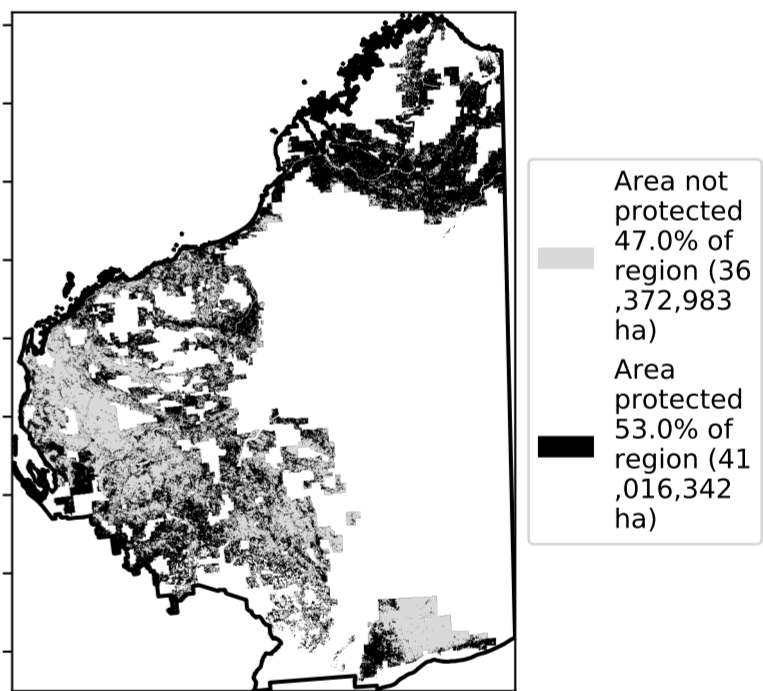 Area not
protected
47.0% of
region (36
,372,983
ha)
Area
protected
53.0% of
region (41
,016,342
ha)